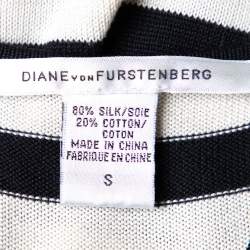 DIANE VON FURSTENBERG
80% SILK/SOIE
20% COTTON/
COTON
MADE IN CHINA
FABRIQUE EN CHINE
S